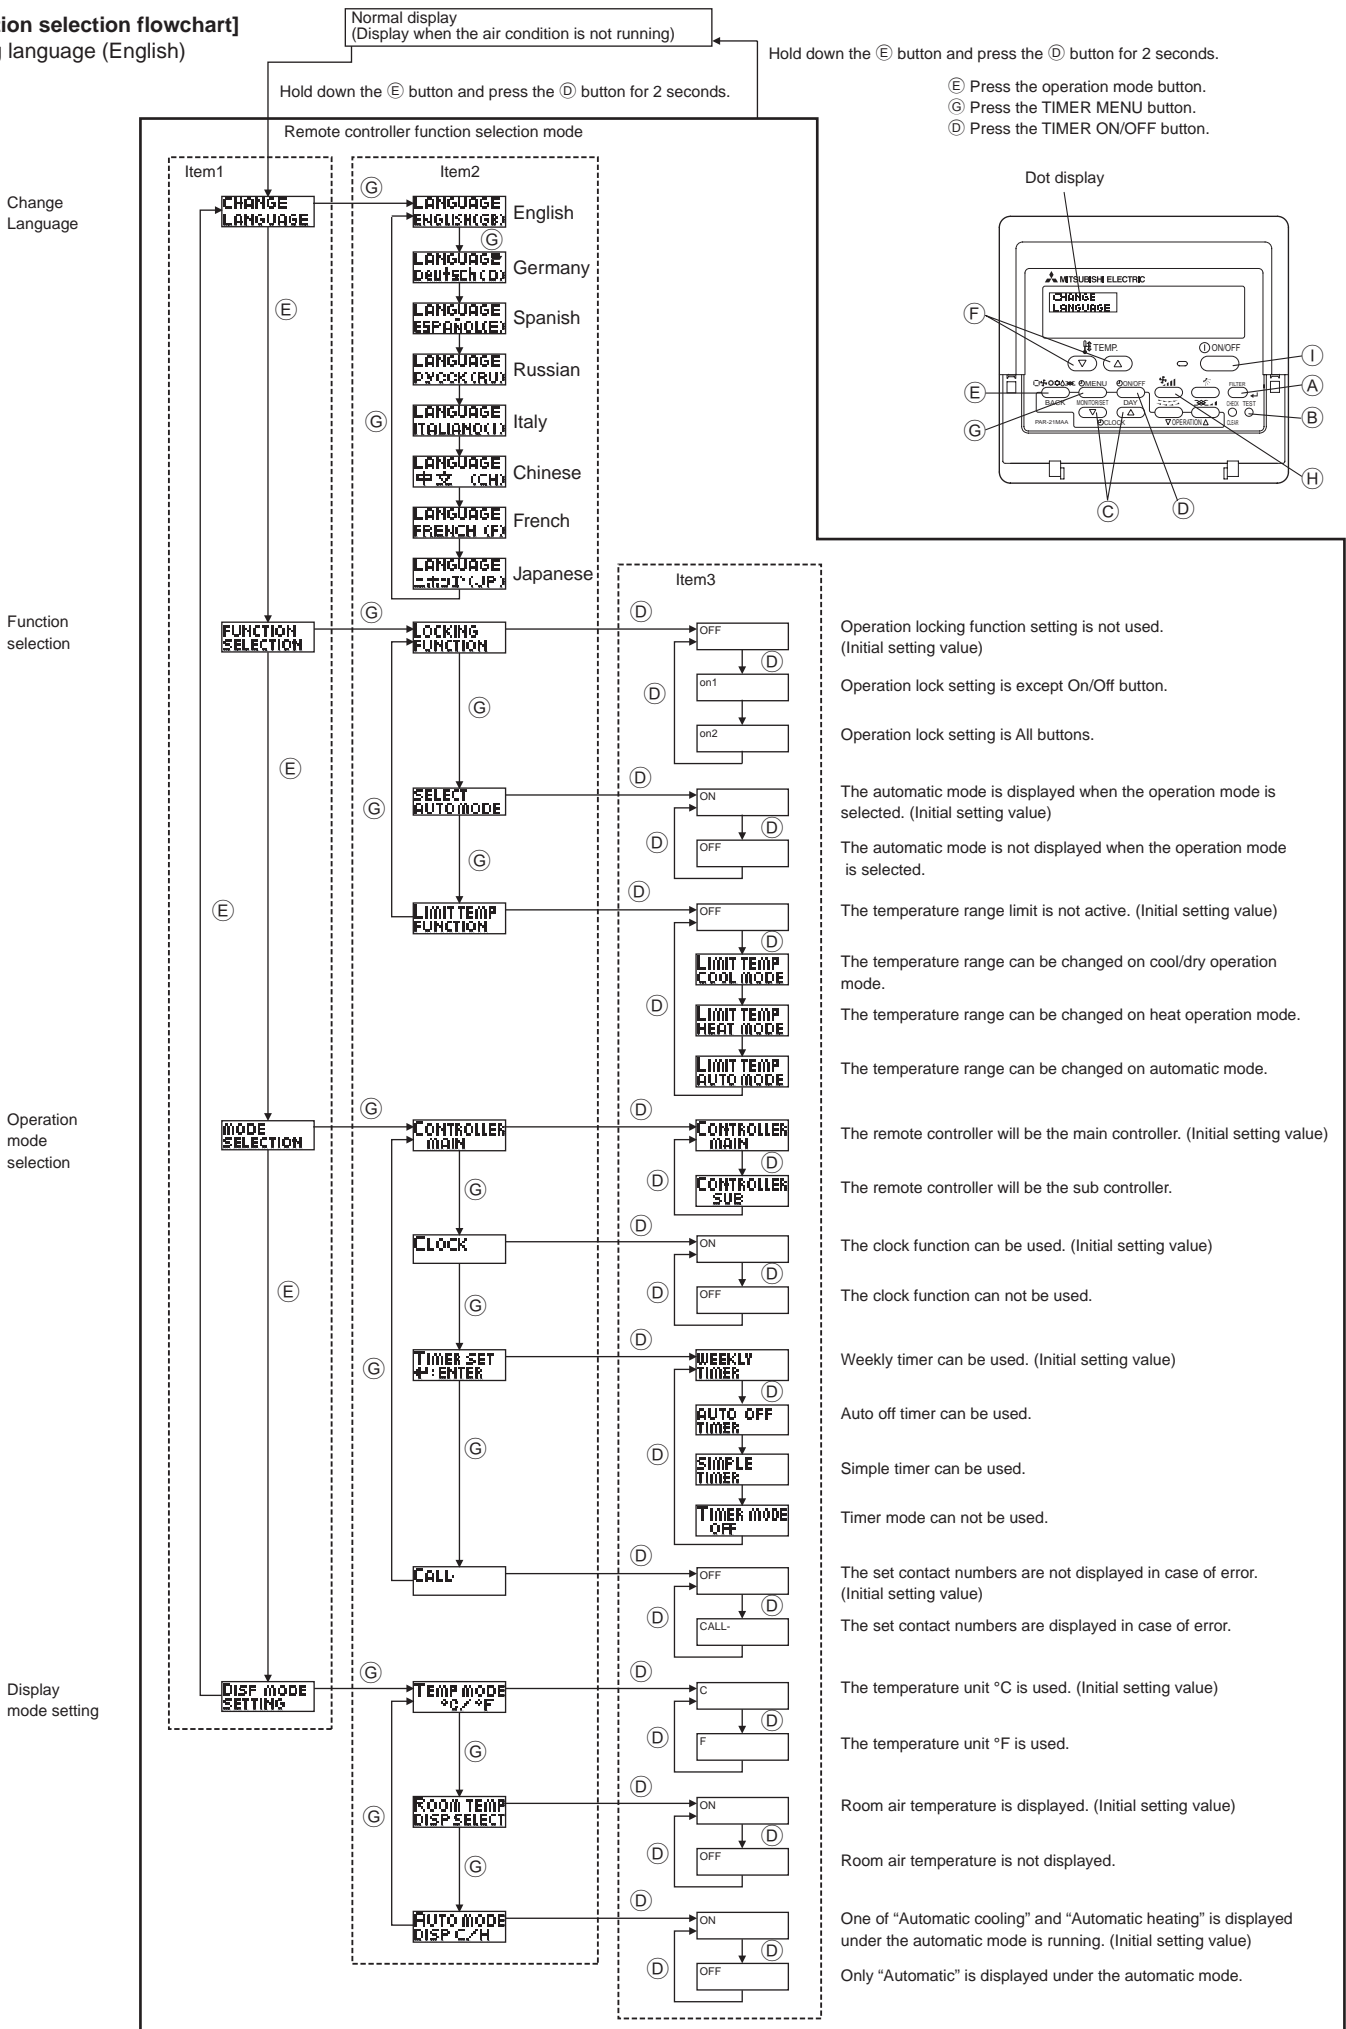 tion selection flowchart]
g language (English)
Normal display
(Display when the air condition is not running)
Hold down the Ⓔ button and press the Ⓓ button for 2 seconds.
Hold down the Ⓔ button and press the Ⓓ button for 2 seconds.
Ⓔ Press the operation mode button.
Ⓖ Press the TIMER MENU button.
Ⓓ Press the TIMER ON/OFF button.
Remote controller function selection mode
Item1
Item2
Dot display
Change
Language
CHANGE
LANGUAGE
Ⓖ
LANGUAGE
ENGLISH(GB)
English
Ⓖ
LANGUAGE
Deutsch(D)
Germany
LANGUAGE
ESPAÑOL(E)
Spanish
LANGUAGE
РУССК(RU)
Russian
LANGUAGE
ITALIANO(I)
Italy
LANGUAGE
中文 (CH)
Chinese
LANGUAGE
FRENCH (F)
French
LANGUAGE
ニホンゴ(JP)
Japanese
Ⓔ
Ⓖ
MITSUBISHI ELECTRIC
CHANGE
LANGUAGE
TEMP.
ON/OFF
MENU
ON/OFF
FILTER
BACK
MONITOR/SET
DAY
CHECK
TEST
PAR-21MAA
CLOCK
OPERATION
CLEAR
Ⓕ
Ⓔ
Ⓖ
Ⓒ
Ⓓ
Ⓘ
Ⓐ
Ⓑ
Ⓗ
Item3
Function
selection
FUNCTION
SELECTION
Ⓖ
LOCKING
FUNCTION
Ⓓ
OFF
Operation locking function setting is not used.
(Initial setting value)
Ⓓ
on1
Operation lock setting is except On/Off button.
Ⓓ
Ⓖ
on2
Operation lock setting is All buttons.
Ⓔ
SELECT
AUTO MODE
Ⓓ
ON
The automatic mode is displayed when the operation mode is
selected. (Initial setting value)
Ⓖ
Ⓓ
Ⓓ
OFF
The automatic mode is not displayed when the operation mode
is selected.
Ⓖ
Ⓔ
LIMIT TEMP
FUNCTION
Ⓓ
OFF
The temperature range limit is not active. (Initial setting value)
Ⓓ
LIMIT TEMP
COOL MODE
The temperature range can be changed on cool/dry operation
mode.
Ⓓ
LIMIT TEMP
HEAT MODE
The temperature range can be changed on heat operation mode.
LIMIT TEMP
AUTO MODE
The temperature range can be changed on automatic mode.
Operation
mode
selection
MODE
SELECTION
Ⓖ
CONTROLLER
MAIN
Ⓓ
CONTROLLER
MAIN
The remote controller will be the main controller. (Initial setting value)
Ⓓ
Ⓓ
Ⓖ
CONTROLLER
SUB
The remote controller will be the sub controller.
CLOCK
Ⓓ
ON
The clock function can be used. (Initial setting value)
Ⓓ
Ⓔ
Ⓖ
Ⓓ
OFF
The clock function can not be used.
TIMER SET
↵:ENTER
Ⓓ
WEEKLY
TIMER
Weekly timer can be used. (Initial setting value)
Ⓖ
Ⓓ
AUTO OFF
TIMER
Auto off timer can be used.
Ⓖ
Ⓓ
SIMPLE
TIMER
Simple timer can be used.
TIMER MODE
OFF
Timer mode can not be used.
CALL-
Ⓓ
OFF
The set contact numbers are not displayed in case of error.
(Initial setting value)
Ⓓ
Ⓓ
CALL-
The set contact numbers are displayed in case of error.
Display
mode setting
DISP MODE
SETTING
Ⓖ
TEMP MODE
°C/°F
Ⓓ
C
The temperature unit °C is used. (Initial setting value)
Ⓓ
Ⓖ
Ⓓ
F
The temperature unit °F is used.
ROOM TEMP
DISP SELECT
Ⓓ
ON
Room air temperature is displayed. (Initial setting value)
Ⓖ
Ⓓ
Ⓖ
Ⓓ
OFF
Room air temperature is not displayed.
AUTO MODE
DISP C/H
Ⓓ
ON
One of “Automatic cooling” and “Automatic heating” is displayed
under the automatic mode is running. (Initial setting value)
Ⓓ
Ⓓ
OFF
Only “Automatic” is displayed under the automatic mode.